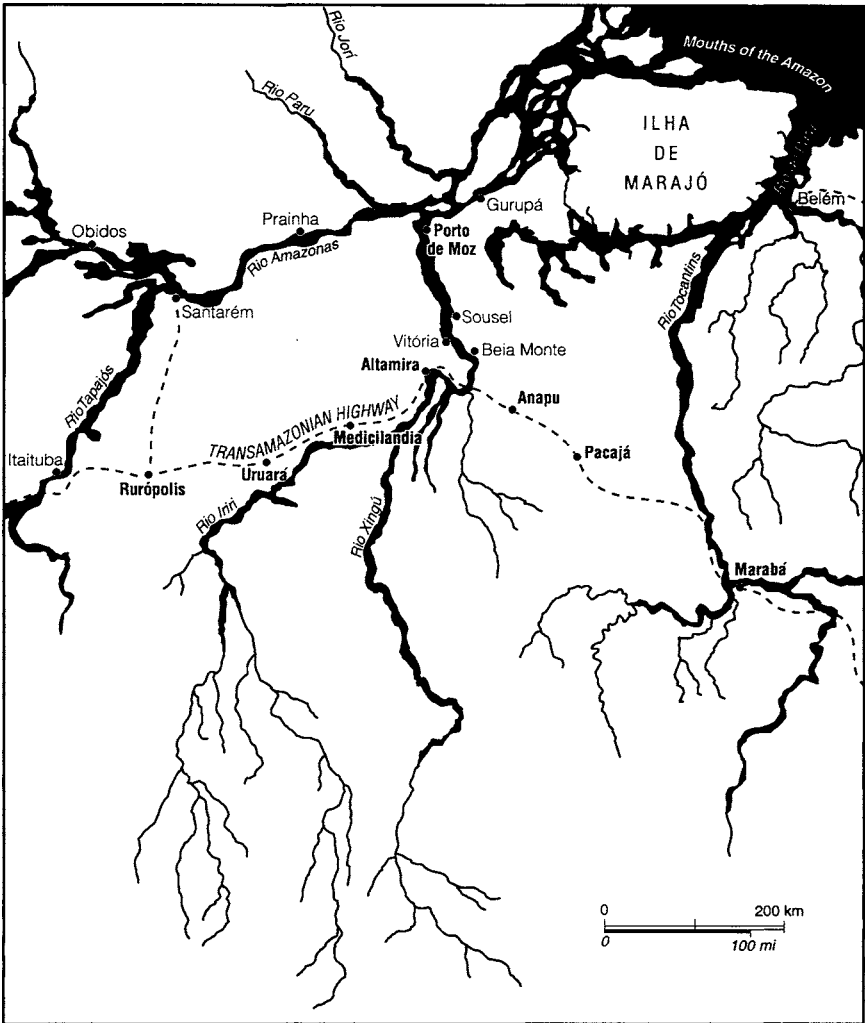 Rio Jorí
Mouths of the Amazon
Rio Paru
ILHA
DE
MARAJÓ
Belém
Gurupá
Prainha
Porto
de Moz
Obidos
Rio Amazonas
Santarém
Rio Tocantins
Sousel
Vitória
Beia Monte
Altamira
Rio Tapajós
Anapu
TRANSAMAZONIAN HIGHWAY
Medicilandia
Itaituba
Pacajá
Uruará
Rurópolis
Rio Iriri
Rio Xingú
Marabá
0
200 km
0
100 mi